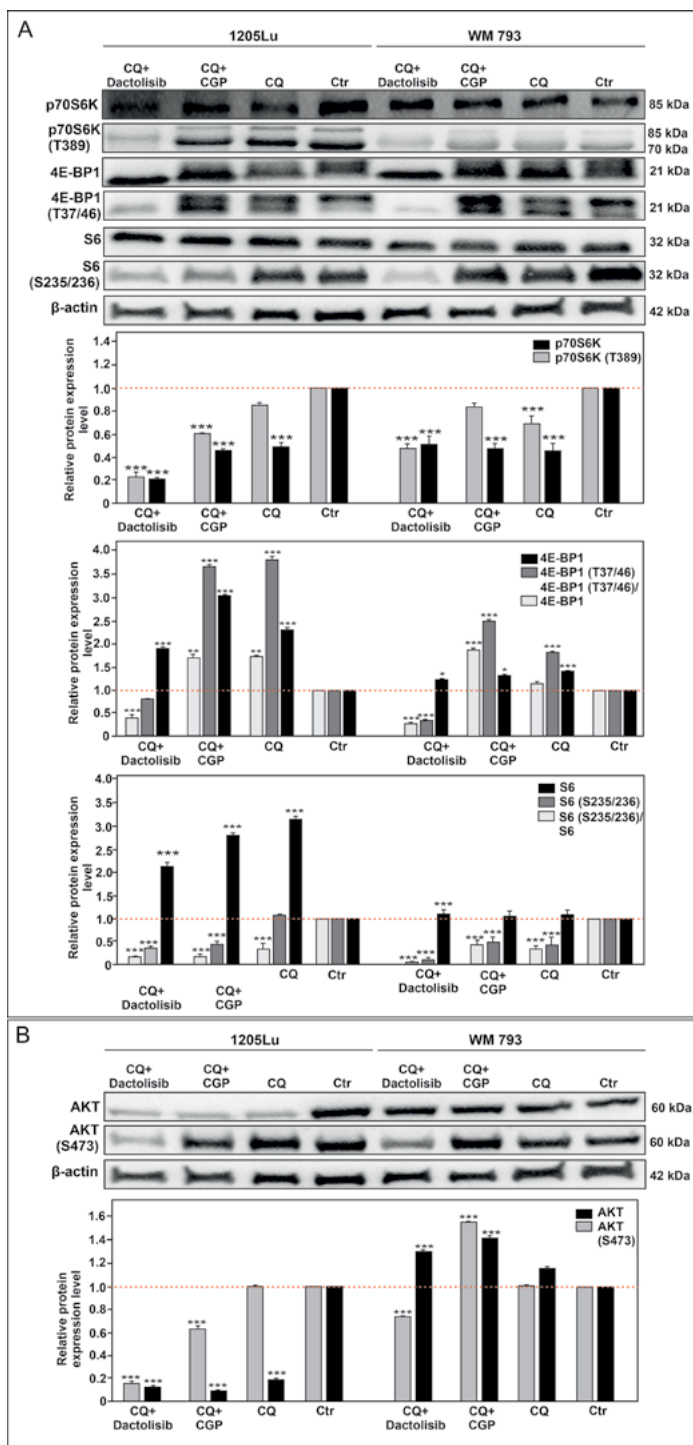 A
1205Lu WM 793
CQ+ Dactolisib CQ+ CGP CQ Ctr CQ+ Dactolisib CQ+ CGP CQ Ctr
p70S6K 85 kDa
p70S6K (T389) 85 kDa 70 kDa
4E-BP1 21 kDa
4E-BP1 (T37/46) 21 kDa
S6 32 kDa
S6 (S235/236) 32 kDa
β-actin 42 kDa
Relative protein expression level
1.4
1.2
1.0
0.8
0.6
0.4
0.2
0
p70S6K
p70S6K (T389)
*** *** *** *** *** *** *** *** *** ***
CQ+ Dactolisib CQ+ CGP CQ Ctr CQ+ Dactolisib CQ+ CGP CQ Ctr
Relative protein expression level
4.0
3.5
3.0
2.5
2.0
1.5
1.0
0.5
0
4E-BP1
4E-BP1 (T37/46)
4E-BP1 (T37/46)/
4E-BP1
*** *** ** *** ** *** *** *** *** * *** *** * *** ***
CQ+ Dactolisib CQ+ CGP CQ Ctr CQ+ Dactolisib CQ+ CGP CQ Ctr
Relative protein expression level
4.0
3.5
3.0
2.5
2.0
1.5
1.0
0.5
0
S6
S6 (S235/236)
S6 (S235/236)/
S6
*** *** *** *** *** *** *** *** *** *** *** *** *** *** ***
CQ+ Dactolisib CQ+ CGP CQ Ctr CQ+ Dactolisib CQ+ CGP CQ Ctr
B
1205Lu WM 793
CQ+ Dactolisib CQ+ CGP CQ Ctr CQ+ Dactolisib CQ+ CGP CQ Ctr
AKT 60 kDa
AKT (S473) 60 kDa
β-actin 42 kDa
Relative protein expression level
1.6
1.4
1.2
1.0
0.8
0.6
0.4
0.2
0
AKT
AKT
(S473)
*** *** *** *** *** *** *** ***
CQ+ Dactolisib CQ+ CGP CQ Ctr CQ+ Dactolisib CQ+ CGP CQ Ctr